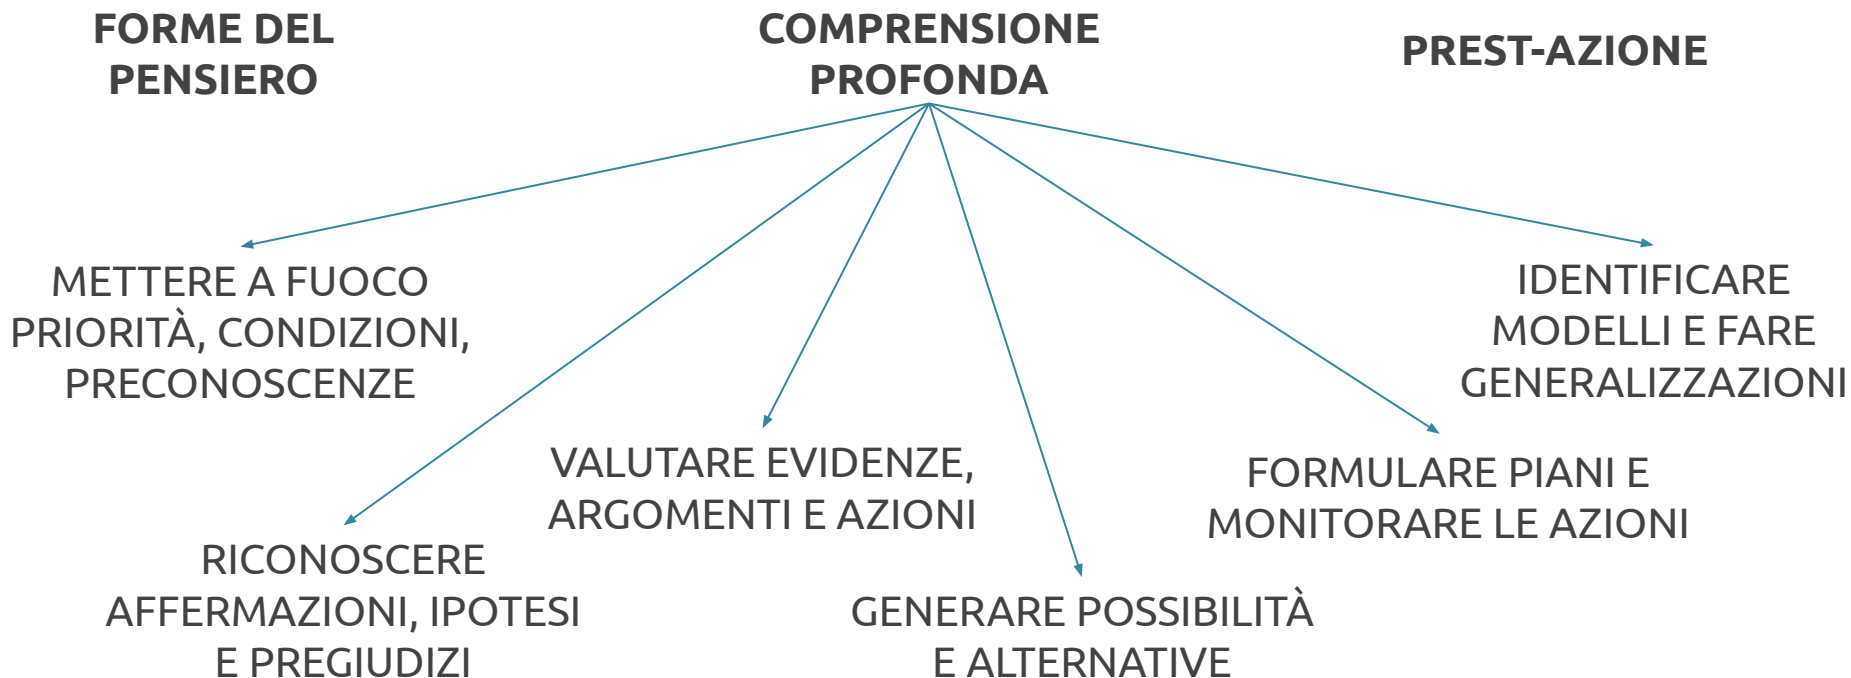 FORME DEL
PENSIERO
COMPRENSIONE
PROFONDA
PREST-AZIONE
METTERE A FUOCO
PRIORITÀ, CONDIZIONI,
PRECONOSCENZE
RICONOSCERE
AFFERMAZIONI, IPOTESI
E PREGIUDIZI
VALUTARE EVIDENZE,
ARGOMENTI E AZIONI
GENERARE POSSIBILITÀ
E ALTERNATIVE
FORMULARE PIANI E
MONITORARE LE AZIONI
IDENTIFICARE
MODELLI E FARE
GENERALIZZAZIONI